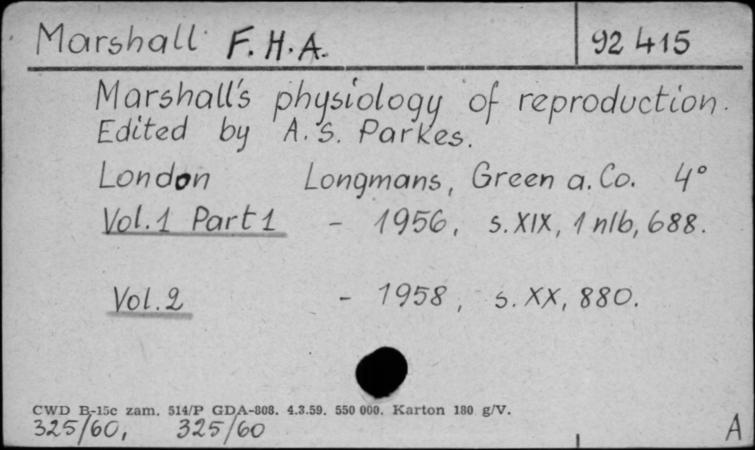 Marshall F.H.A. 92 415
Marshall's physiology of reproduction.
Edited by A.S. Parkes.
London Longmans, Green a. Co. 4°
Vol.1 Part 1 - 1956, s. XIX, 1 nlb, 688.
Vol.2 - 1958, s. XX, 880.
CWD B-15c zam. 514/P GDA-808. 4.3.59. 550 000. Karton 180 g/V.
325/60, 325/60
A